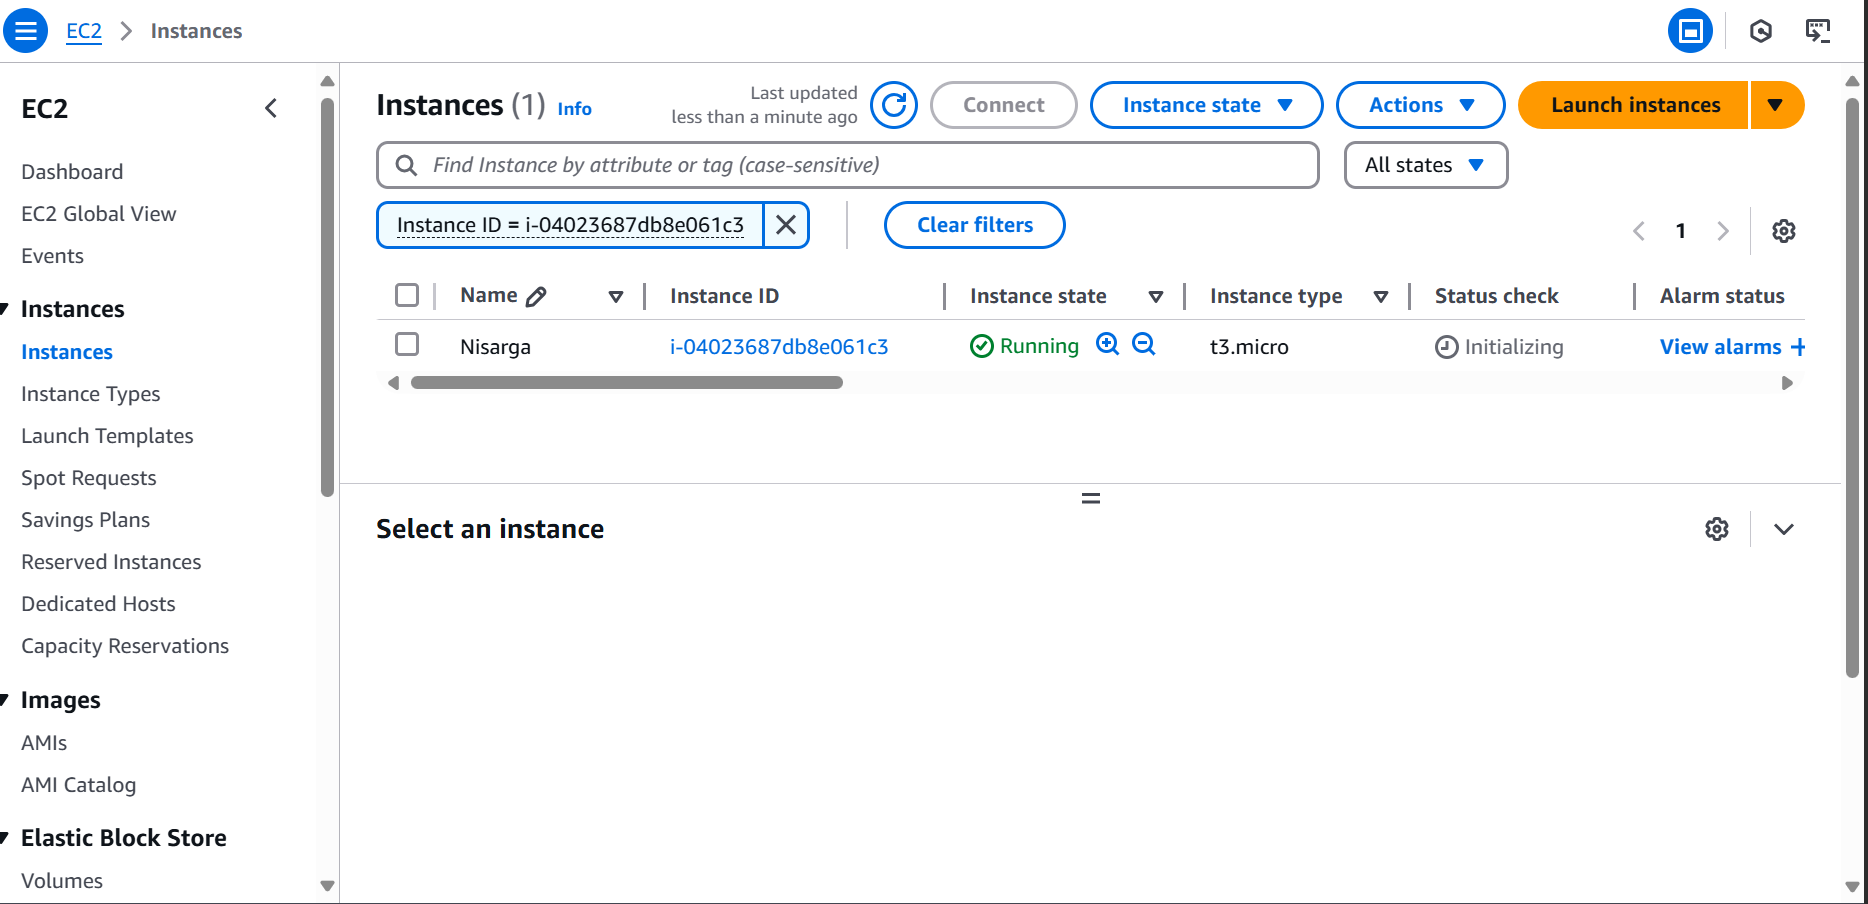 EC2 > Instances
EC2
Dashboard
EC2 Global View
Events
Instances
Instances
Instance Types
Launch Templates
Spot Requests
Savings Plans
Reserved Instances
Dedicated Hosts
Capacity Reservations
Images
AMIs
AMI Catalog
Elastic Block Store
Volumes
Instances (1) Info
Last updated
less than a minute ago
Connect
Instance state
Actions
Launch instances
Find Instance by attribute or tag (case-sensitive)
All states
Instance ID = i-04023687db8e061c3
Clear filters
1
Name Instance ID Instance state Instance type Status check Alarm status
Nisarga i-04023687db8e061c3 Running t3.micro Initializing View alarms +
Select an instance